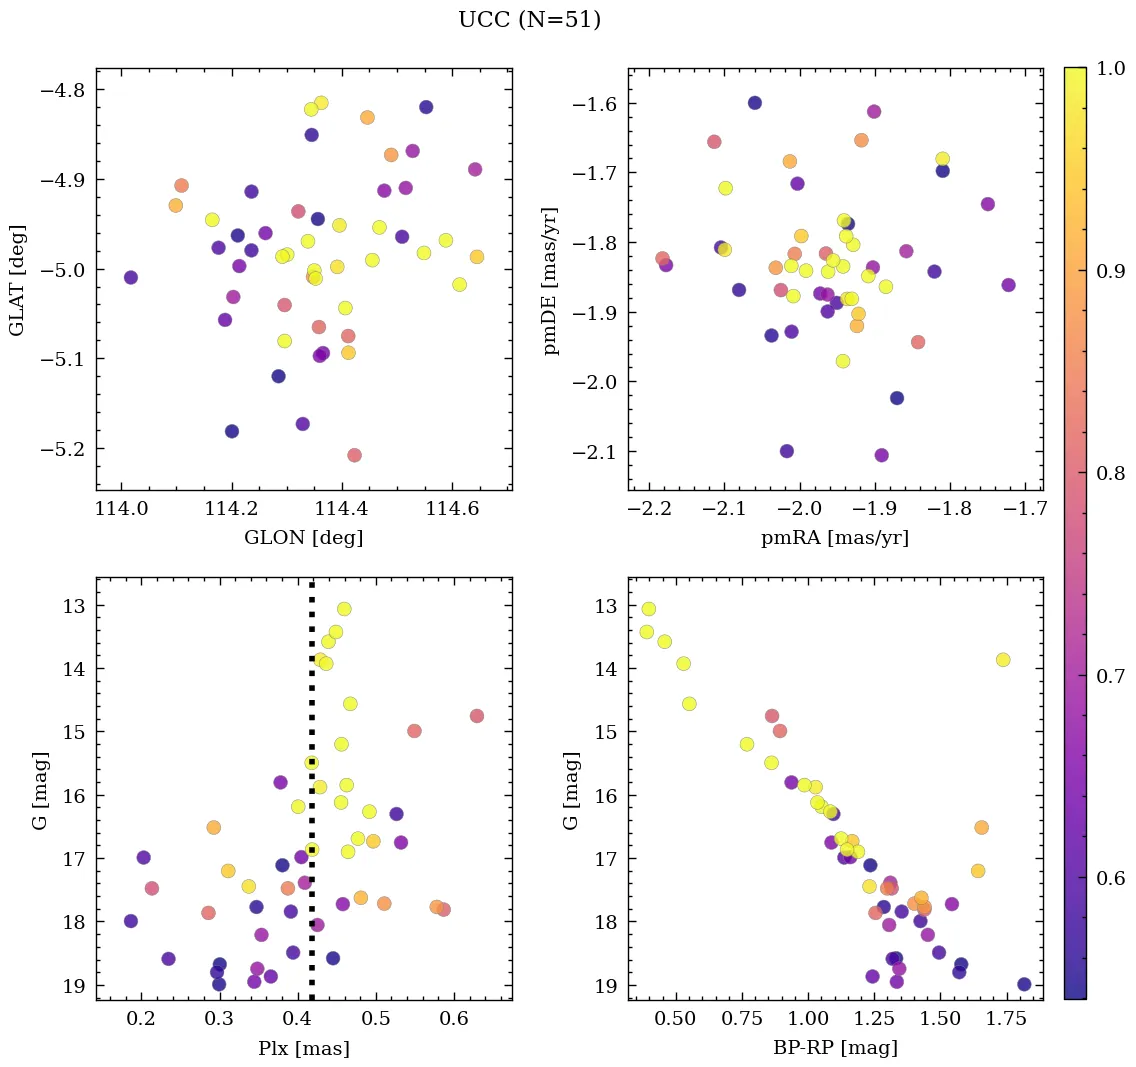 UCC (N=51)
−4.8
−4.9
−5.0
−5.1
−5.2
GLAT [deg]
114.0 114.2 114.4 114.6
GLON [deg]
−1.6
−1.7
−1.8
−1.9
−2.0
−2.1
pmDE [mas/yr]
−2.2 −2.1 −2.0 −1.9 −1.8 −1.7
pmRA [mas/yr]
1.0
0.9
0.8
0.7
0.6
13
14
15
16
17
18
19
G [mag]
0.2 0.3 0.4 0.5 0.6
Plx [mas]
13
14
15
16
17
18
19
G [mag]
0.50 0.75 1.00 1.25 1.50 1.75
BP-RP [mag]